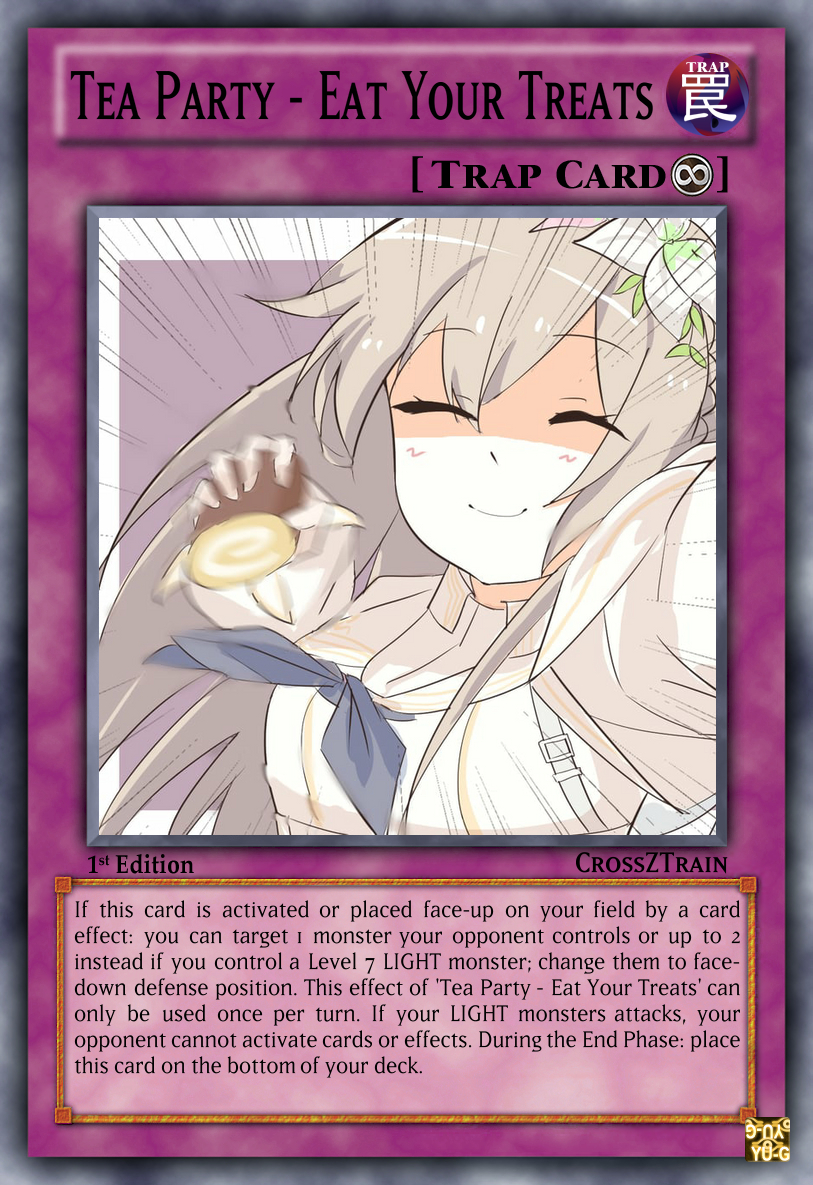 Tea Party - Eat Your Treats
TRAP
罠
[ Trap Card ]
1st Edition
CrossZTrain
If this card is activated or placed face-up on your field by a card
effect: you can target 1 monster your opponent controls or up to 2
instead if you control a Level 7 LIGHT monster; change them to face-
down defense position. This effect of 'Tea Party - Eat Your Treats' can
only be used once per turn. If your LIGHT monsters attacks, your
opponent cannot activate cards or effects. During the End Phase: place
this card on the bottom of your deck.